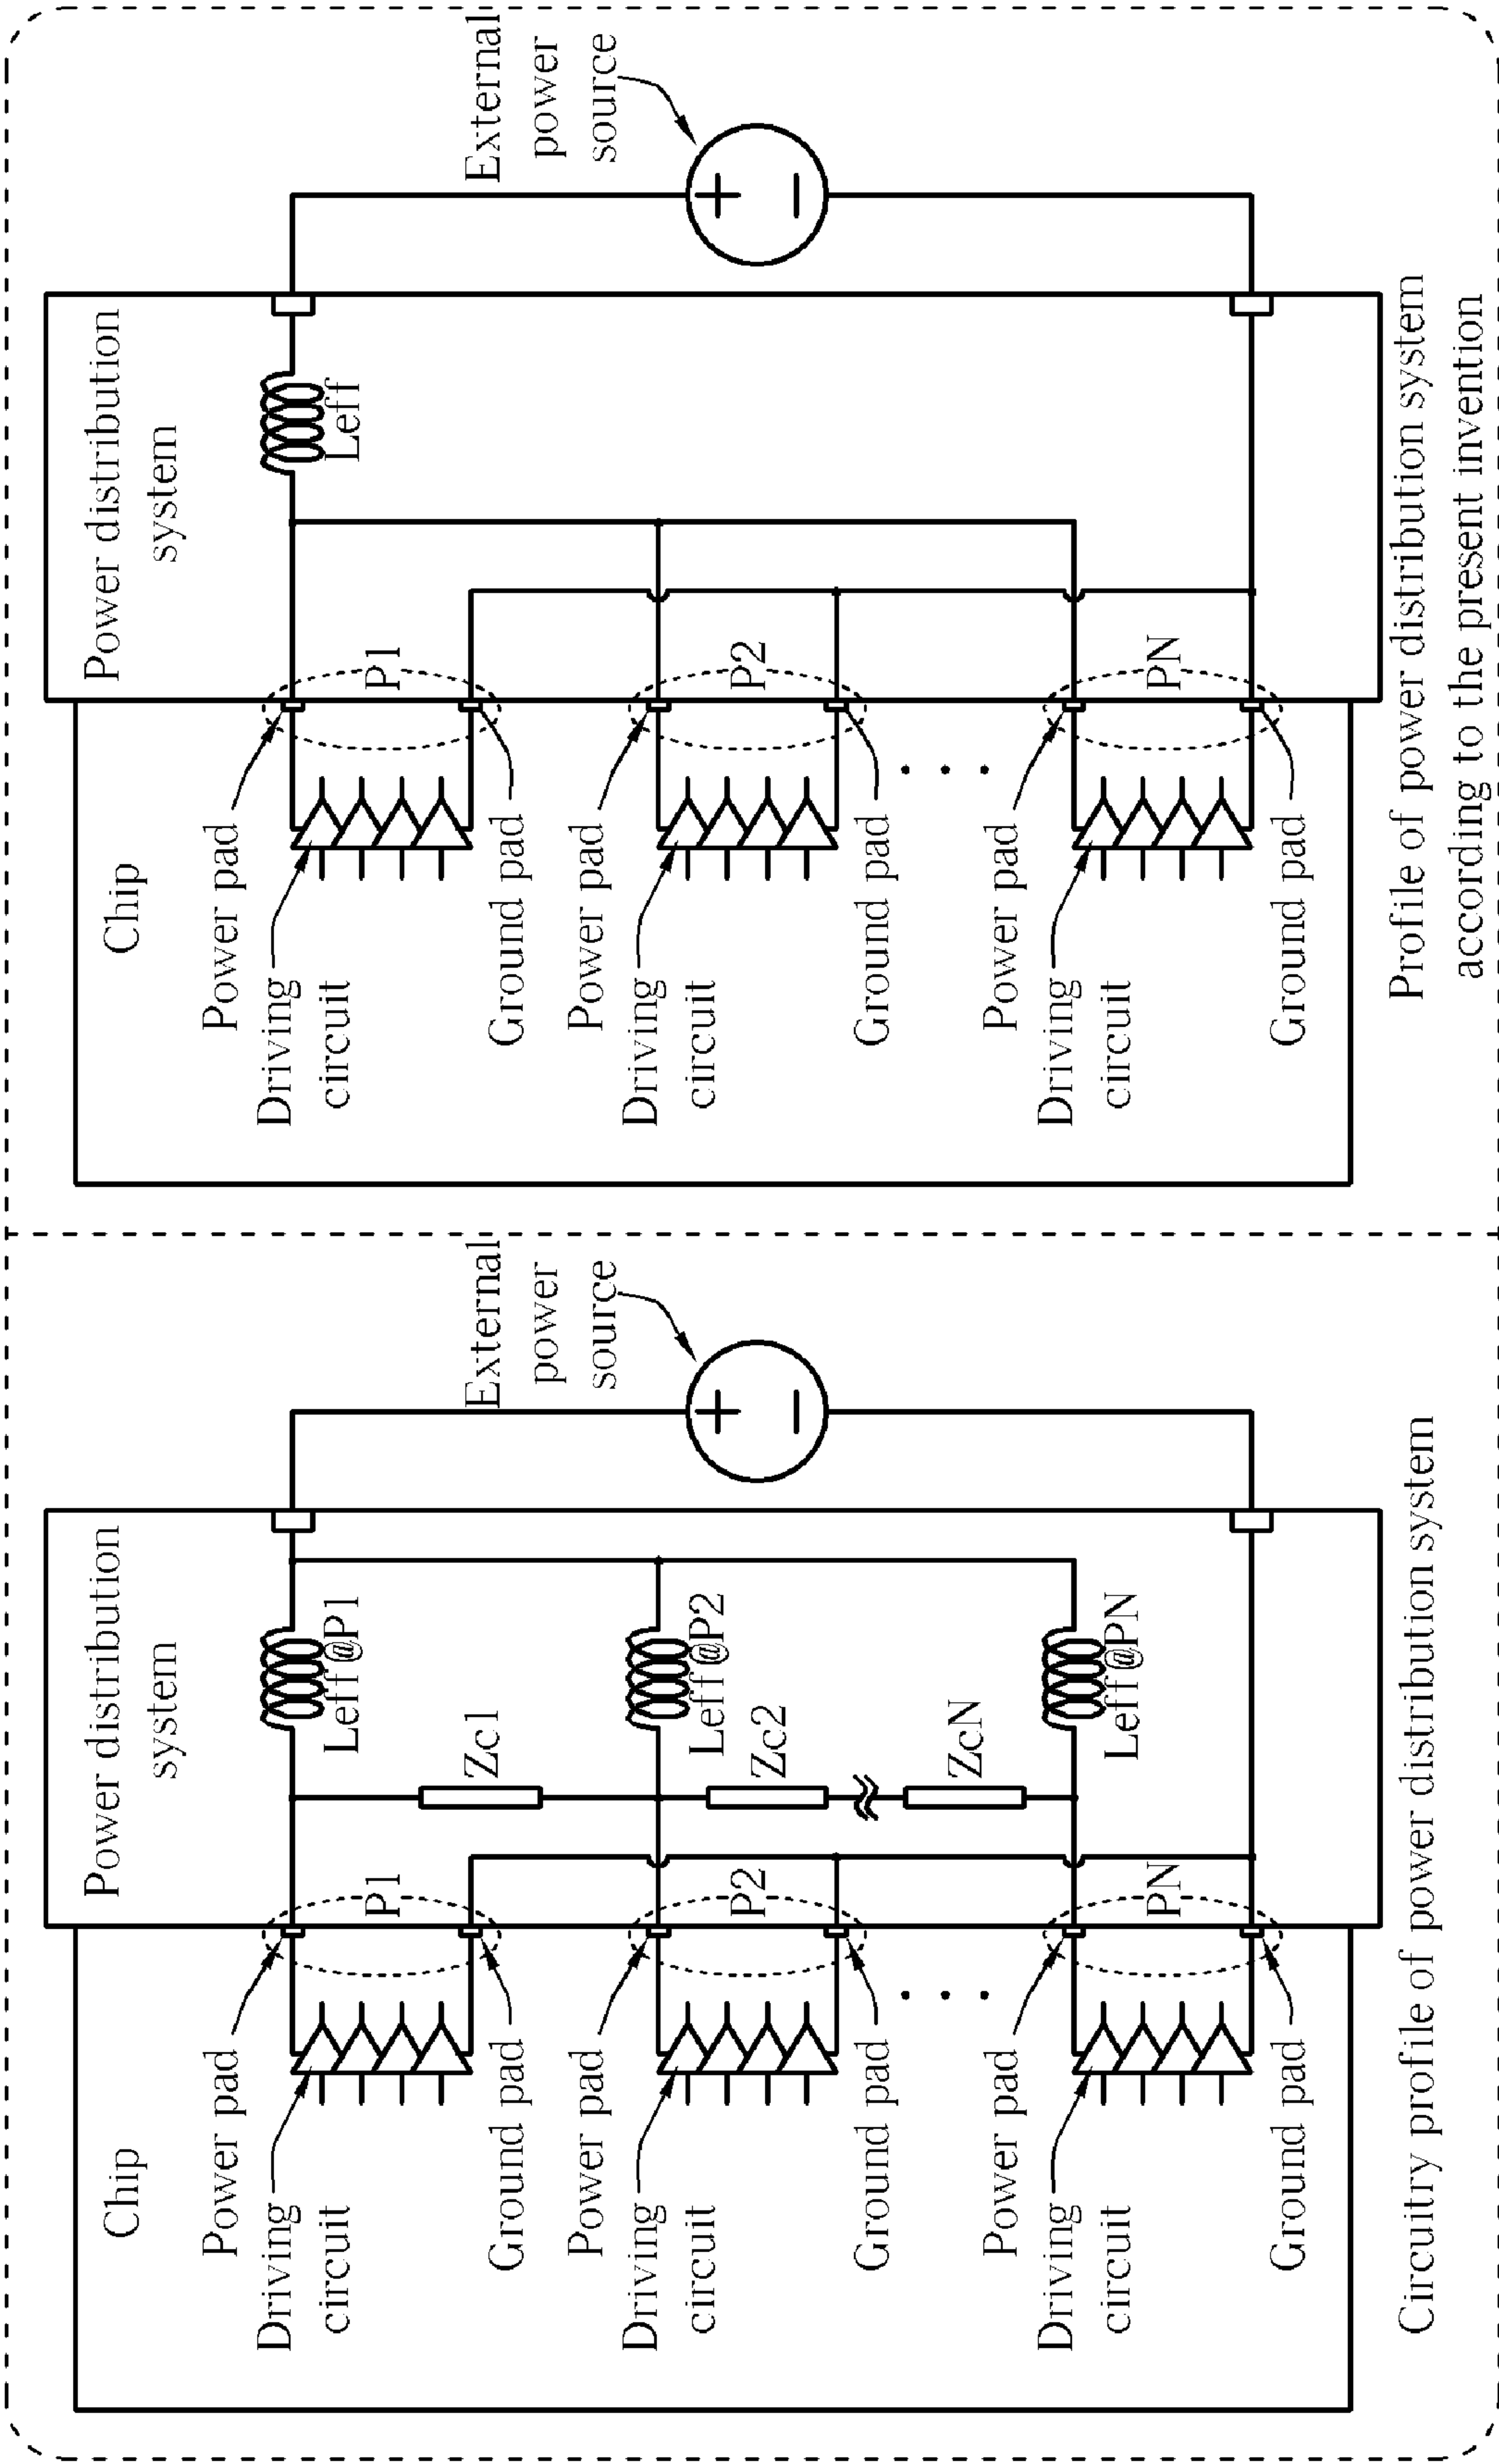 Chip
Power distribution
system
Power pad
Driving
circuit
Ground pad
P1
Leff@P1
Zc1
Power pad
Driving
circuit
Ground pad
P2
Leff@P2
Zc2
ZcN
Power pad
Driving
circuit
Ground pad
PN
Leff@PN
External
power
source
+
−
Circuitry profile of power distribution system
Chip
Power distribution
system
Power pad
Driving
circuit
Ground pad
P1
Leff
Power pad
Driving
circuit
Ground pad
P2
Power pad
Driving
circuit
Ground pad
PN
External
power
source
+
−
Profile of power distribution system
according to the present invention